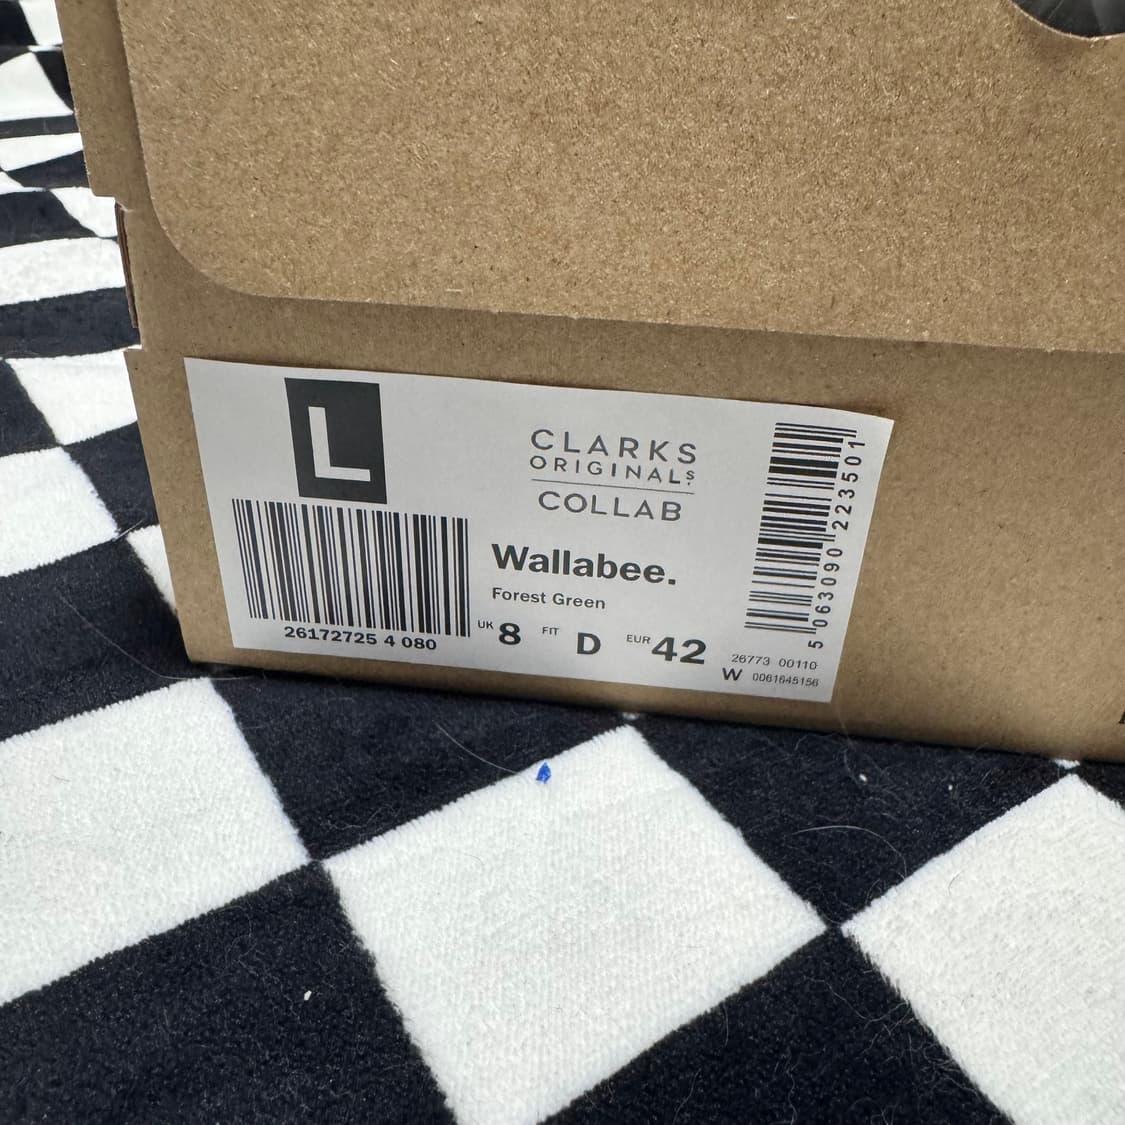 L
CLARKS
ORIGINALS
COLLAB
26172725 4 080
Wallabee.
Forest Green
UK 8 FIT D EUR 42
5 063090 223501
26773 00110
W 0061645156